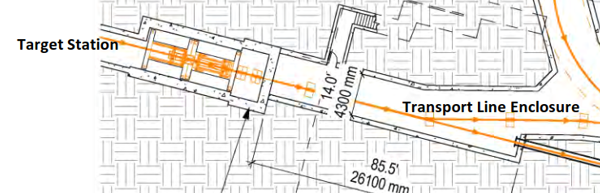 Target Station
14.0'
4300 mm
Transport Line Enclosure
85.5'
26100 mm